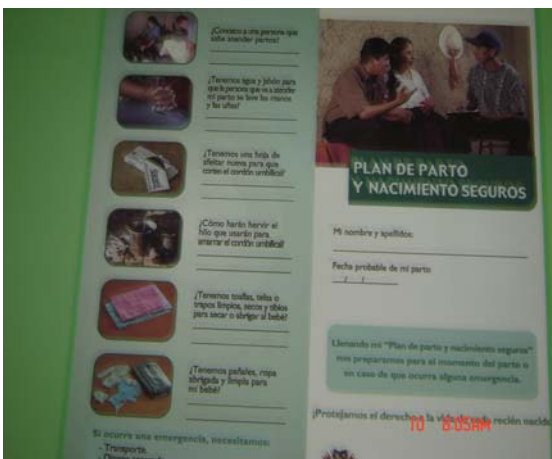 ¿Conozco a una persona que
sabe atender partos?
¿Tenemos agua y jabón para
que la persona que va a atender
mi parto se lave las manos
y las uñas?
¿Tenemos una hoja de
afeitar nueva para que
corten el cordón umbilical?
¿Cómo harán hervir el
hilo que usarán para
amarrar el cordón umbilical?
¿Tenemos toallas, telas o
trapos limpios, secos y tibios
para secar o abrigar al bebé?
¿Tenemos pañales, ropa
abrigada y limpia para
mi bebé?
Si ocurre una emergencia, necesitamos:
- Transporte.
PLAN DE PARTO
Y NACIMIENTO SEGUROS
Mi nombre y apellidos:
Fecha probable de mi parto
/ /
Llenando mi "Plan de parto y nacimiento seguros"
nos preparamos para el momento del parto o
en caso de que ocurra alguna emergencia.
¡Protejamos el derecho a la vida de cada recién nacido
10 8:05AM